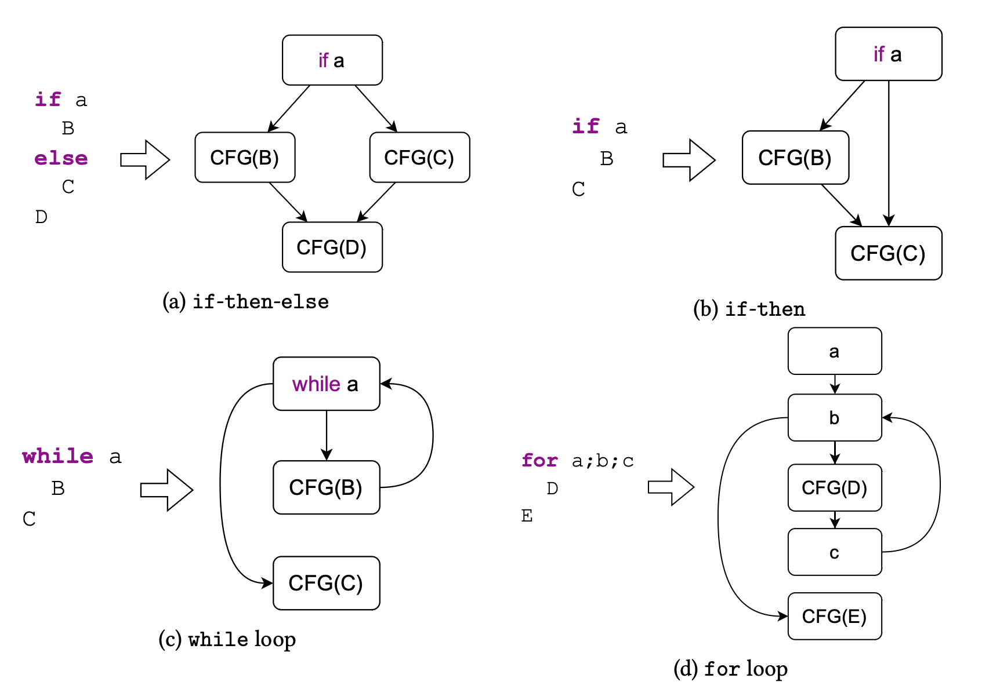 if a
B
else
C
D
if a
CFG(B)
CFG(C)
CFG(D)
(a) if-then-else
if a
B
C
if a
CFG(B)
CFG(C)
(b) if-then
while a
B
C
while a
CFG(B)
CFG(C)
(c) while loop
for a;b;c
D
E
a
b
CFG(D)
c
CFG(E)
(d) for loop